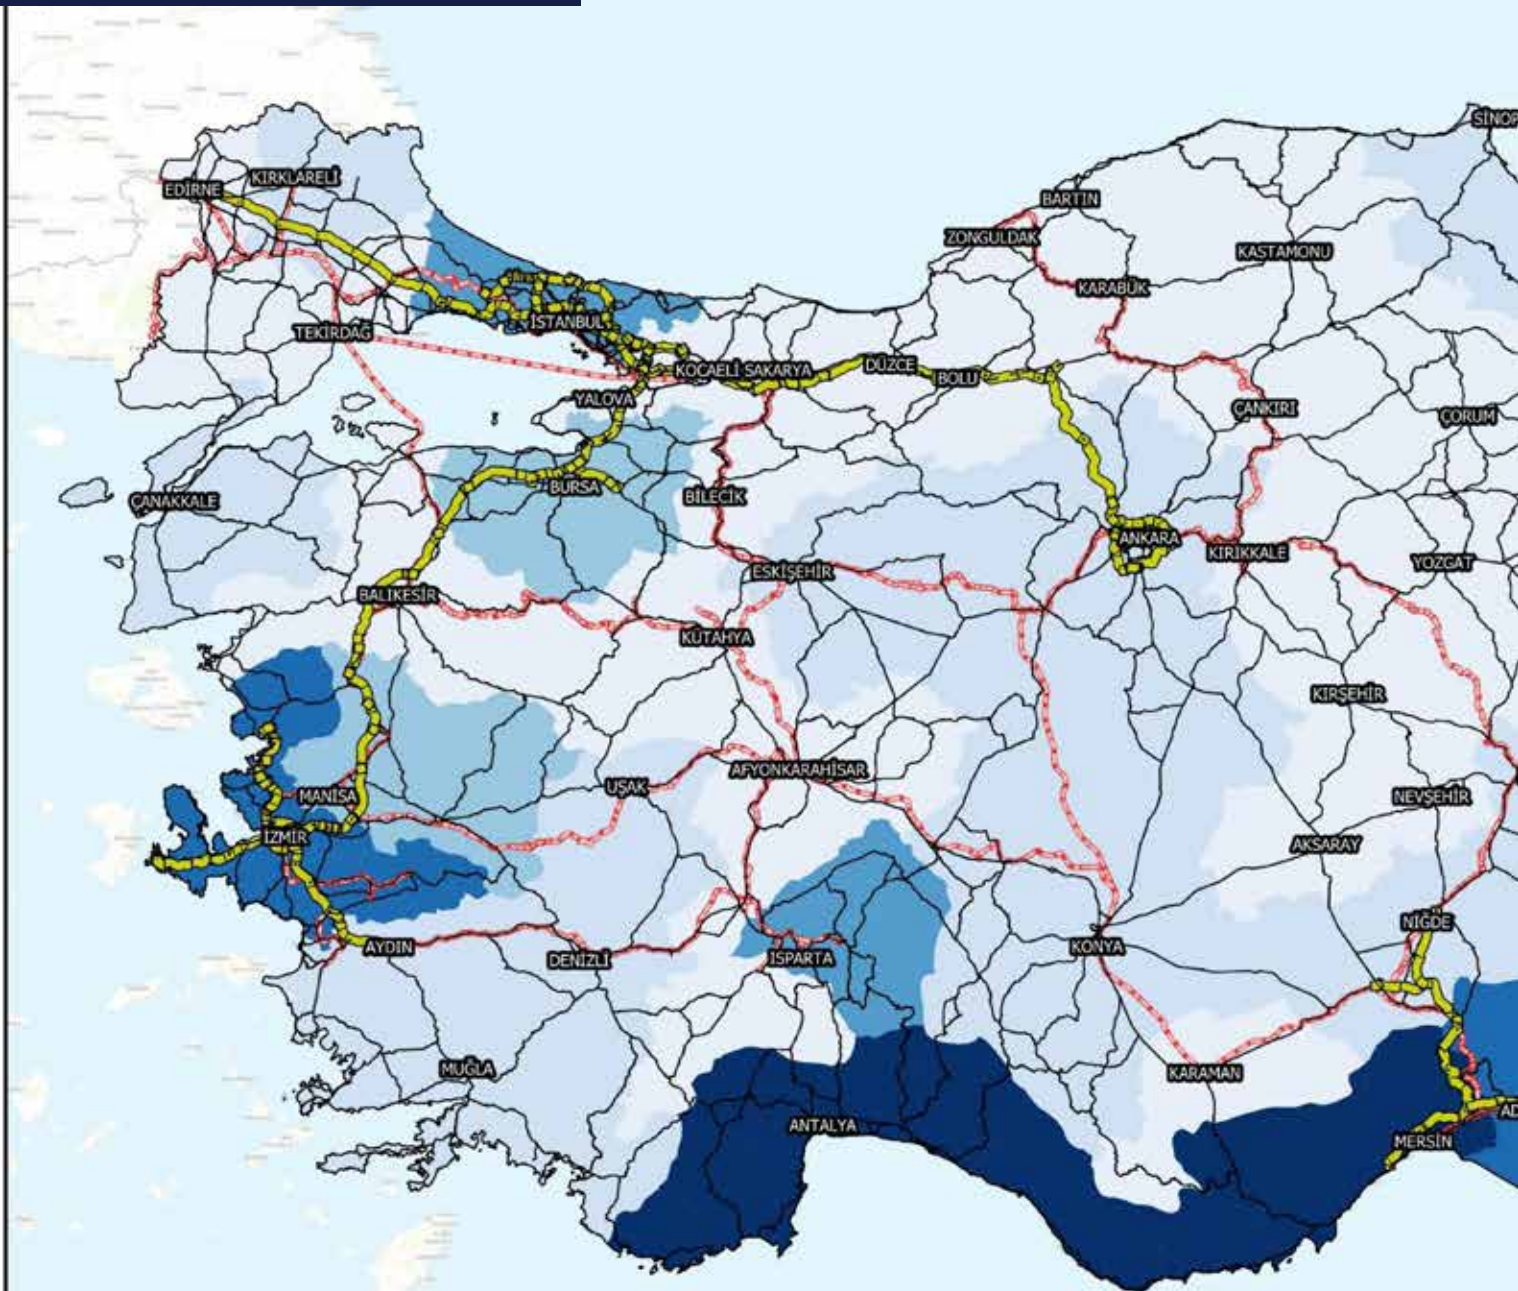 SİNOP
KIRKLARELİ
EDİRNE
BARTIN
ZONGULDAK
KASTAMONU
KARABÜK
İSTANBUL
TEKİRDAĞ
KOCAELİ SAKARYA
DÜZCE
BOLU
YALOVA
ÇANKIRI
ÇORUM
BURSA
BİLECİK
ÇANAKKALE
ANKARA
KIRIKKALE
YOZGAT
ESKİŞEHİR
BALIKESİR
KÜTAHYA
KIRŞEHİR
AFYONKARAHİSAR
UŞAK
MANİSA
NEVŞEHİR
İZMİR
AKSARAY
NİĞDE
AYDIN
KONYA
DENİZLİ
ISPARTA
MUĞLA
KARAMAN
AD
ANTALYA
MERSİN